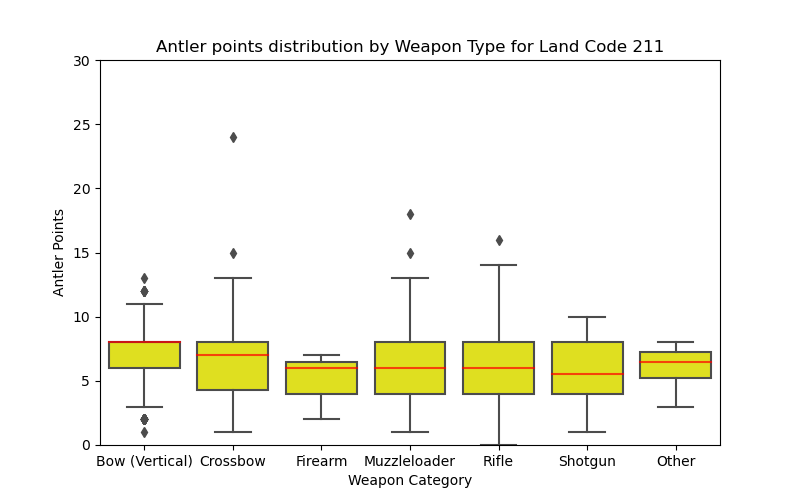 Antler points distribution by Weapon Type for Land Code 211
30
25
20
15
10
5
0
Antler Points
Bow (Vertical) Crossbow Firearm Muzzleloader Rifle Shotgun Other
Weapon Category